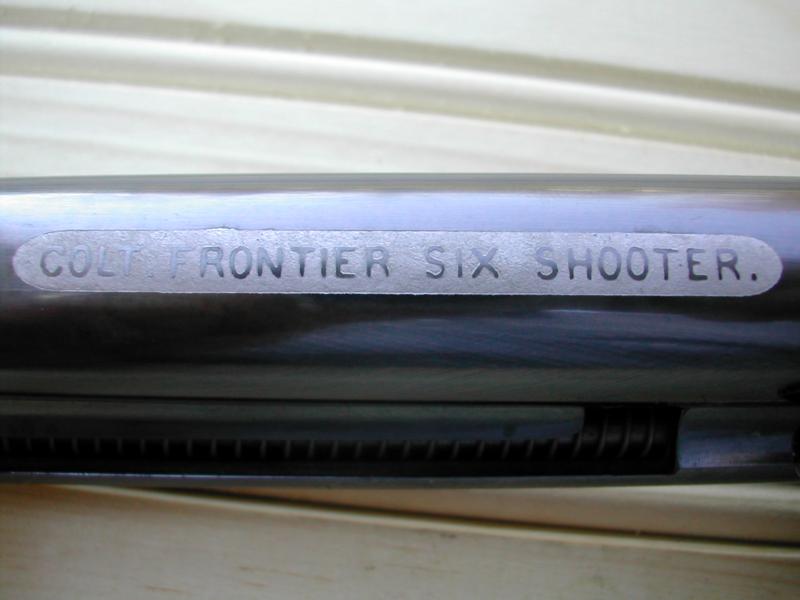 COLT. FRONTIER SIX SHOOTER.